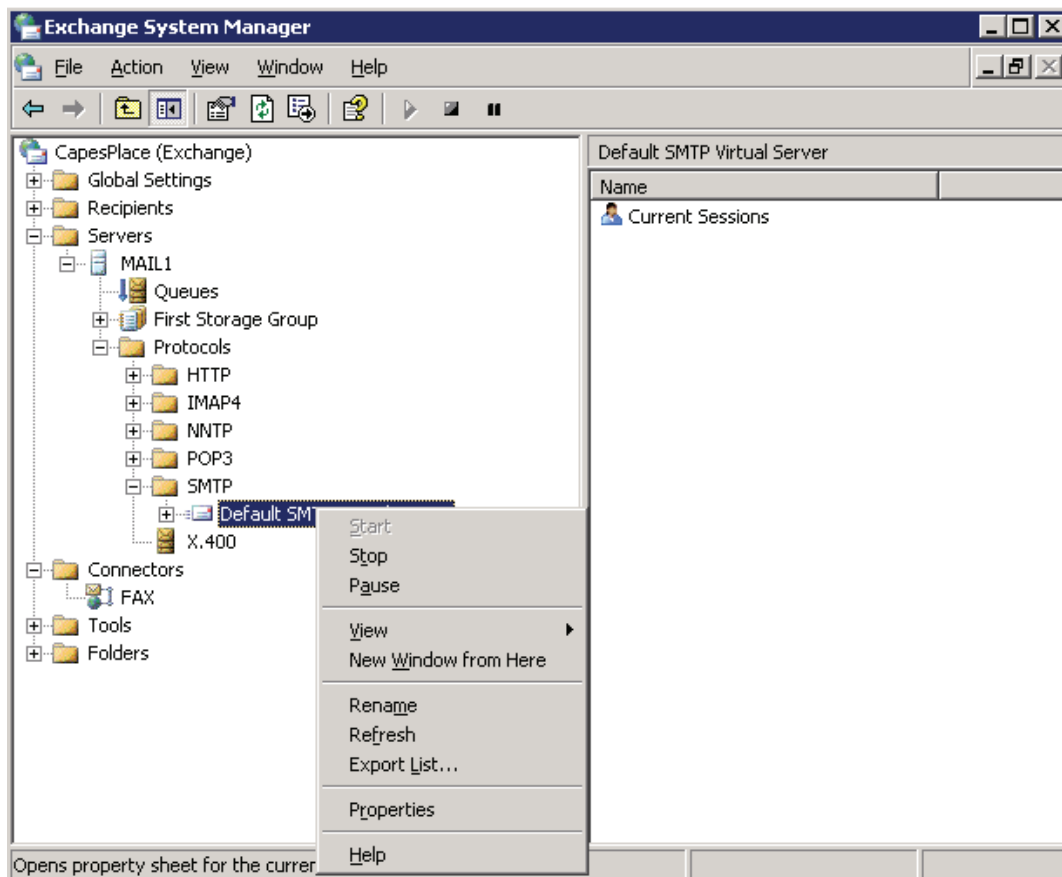 Exchange System Manager
File Action View Window Help
CapesPlace (Exchange)
Global Settings
Recipients
Servers
MAIL1
Queues
First Storage Group
Protocols
HTTP
IMAP4
NNTP
POP3
SMTP
Default SMT
X.400
Connectors
FAX
Tools
Folders
Start
Stop
Pause
View
New Window from Here
Rename
Refresh
Export List...
Properties
Help
Default SMTP Virtual Server
Name
Current Sessions
Opens property sheet for the curren